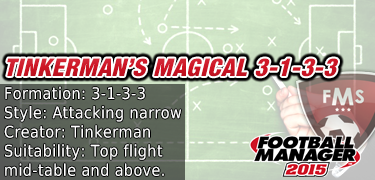 TINKERMAN'S MAGICAL 3-1-3-3
Formation: 3-1-3-3
Style: Attacking narrow
Creator: Tinkerman
Suitability: Top flight
mid-table and above.
FMS
FOOTBALL
MANAGER
2015